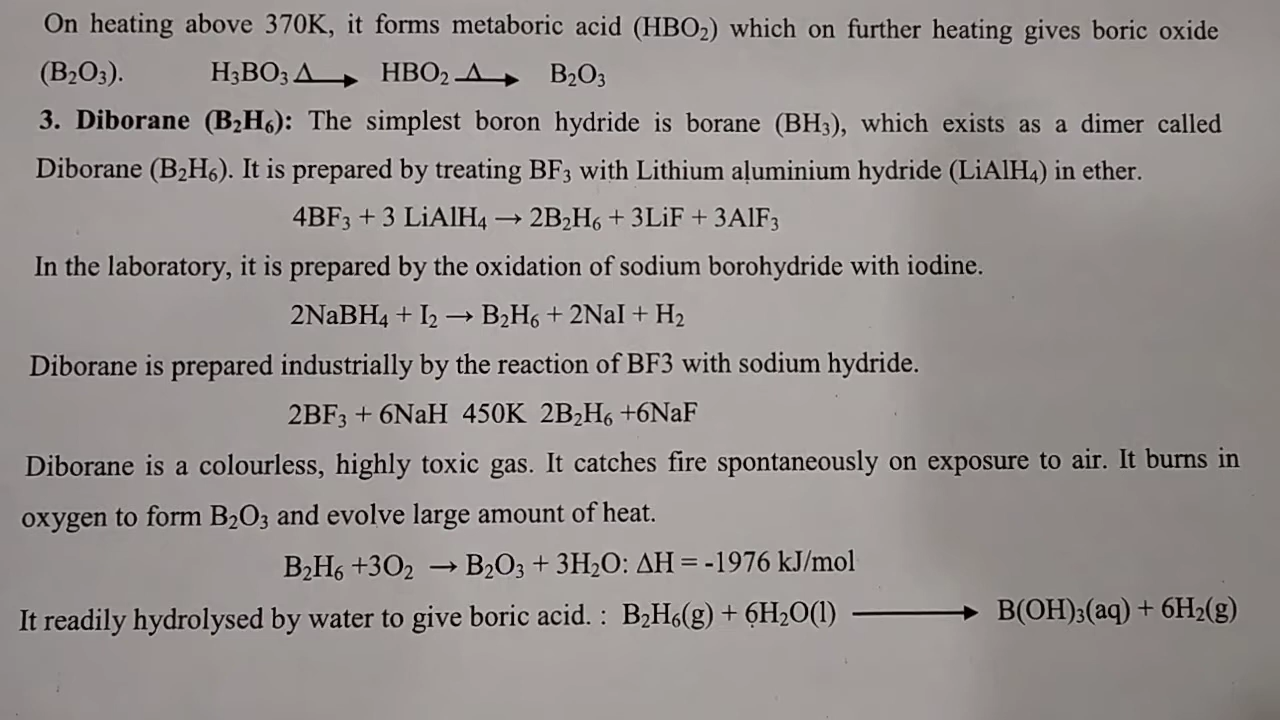 On heating above 370K, it forms metaboric acid (HBO₂) which on further heating gives boric oxide
(B₂O₃). H₃BO₃ Δ → HBO₂ Δ → B₂O₃
3. Diborane (B₂H₆): The simplest boron hydride is borane (BH₃), which exists as a dimer called
Diborane (B₂H₆). It is prepared by treating BF₃ with Lithium aluminium hydride (LiAlH₄) in ether.
4BF₃ + 3 LiAlH₄ → 2B₂H₆ + 3LiF + 3AlF₃
In the laboratory, it is prepared by the oxidation of sodium borohydride with iodine.
2NaBH₄ + I₂ → B₂H₆ + 2NaI + H₂
Diborane is prepared industrially by the reaction of BF3 with sodium hydride.
2BF₃ + 6NaH 450K 2B₂H₆ +6NaF
Diborane is a colourless, highly toxic gas. It catches fire spontaneously on exposure to air. It burns in
oxygen to form B₂O₃ and evolve large amount of heat.
B₂H₆ +3O₂ → B₂O₃ + 3H₂O: ΔH = -1976 kJ/mol
It readily hydrolysed by water to give boric acid. : B₂H₆(g) + 6H₂O(l) → B(OH)₃(aq) + 6H₂(g)